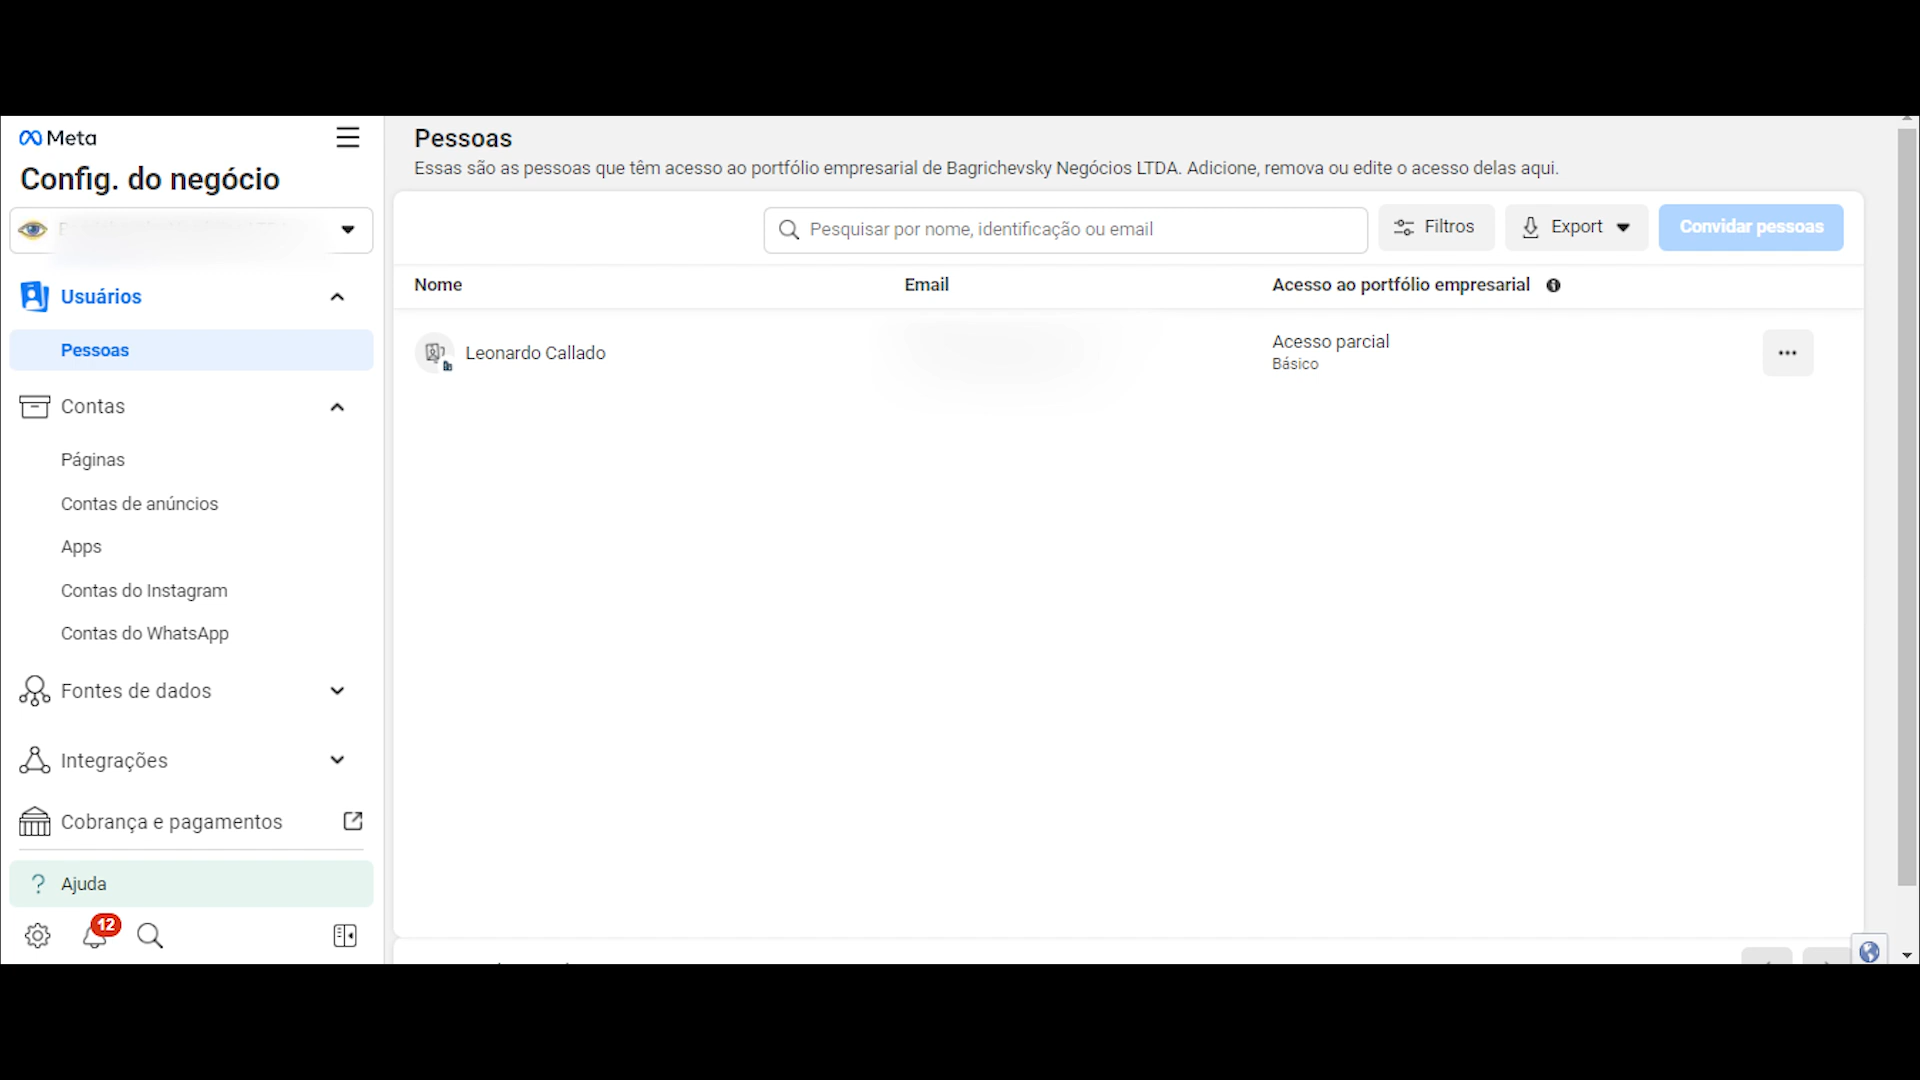 Meta
Config. do negócio
Usuários
Pessoas
Contas
Páginas
Contas de anúncios
Apps
Contas do Instagram
Contas do WhatsApp
Fontes de dados
Integrações
Cobrança e pagamentos
? Ajuda
12
Pessoas
Essas são as pessoas que têm acesso ao portfólio empresarial de Bagrichevsky Negócios LTDA. Adicione, remova ou edite o acesso delas aqui.
Pesquisar por nome, identificação ou email
Filtros
Export
Convidar pessoas
Nome Email Acesso ao portfólio empresarial
Leonardo Callado Acesso parcial
Básico